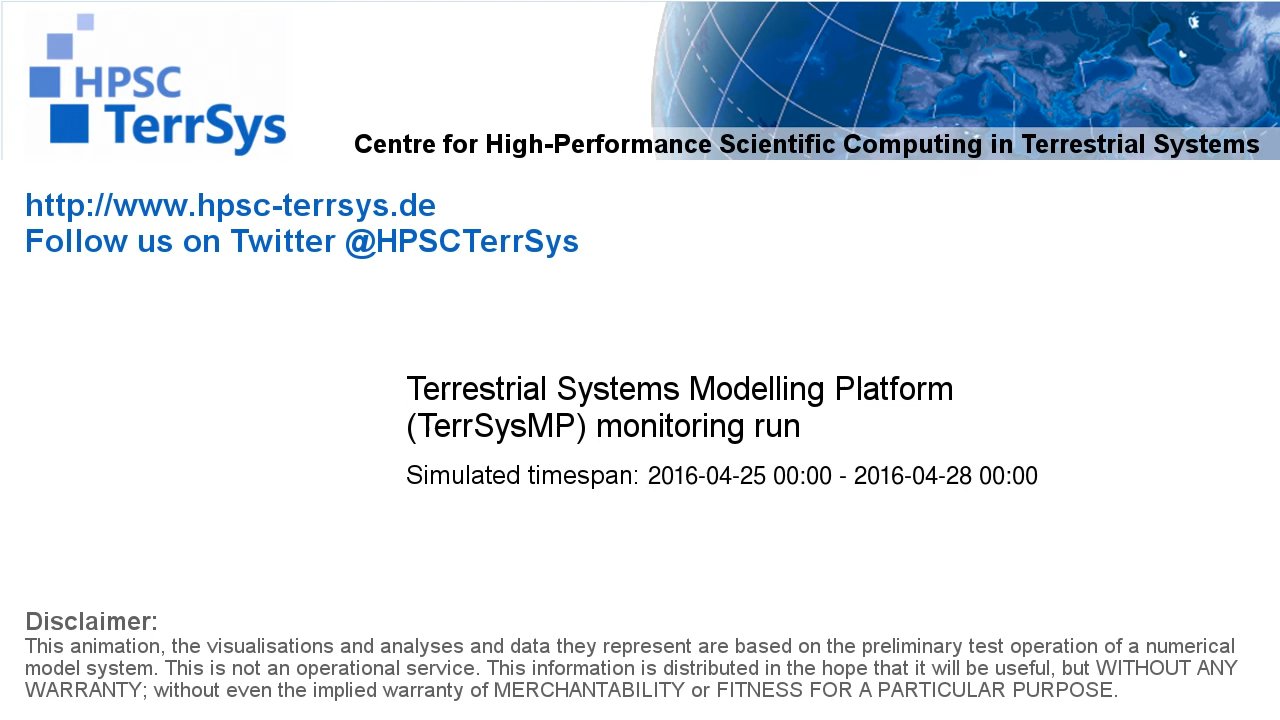 HPSC
TerrSys
Centre for High-Performance Scientific Computing in Terrestrial Systems
http://www.hpsc-terrsys.de
Follow us on Twitter @HPSCTerrSys
Terrestrial Systems Modelling Platform
(TerrSysMP) monitoring run
Simulated timespan: 2016-04-25 00:00 - 2016-04-28 00:00
Disclaimer:
This animation, the visualisations and analyses and data they represent are based on the preliminary test operation of a numerical
model system. This is not an operational service. This information is distributed in the hope that it will be useful, but WITHOUT ANY
WARRANTY; without even the implied warranty of MERCHANTABILITY or FITNESS FOR A PARTICULAR PURPOSE.